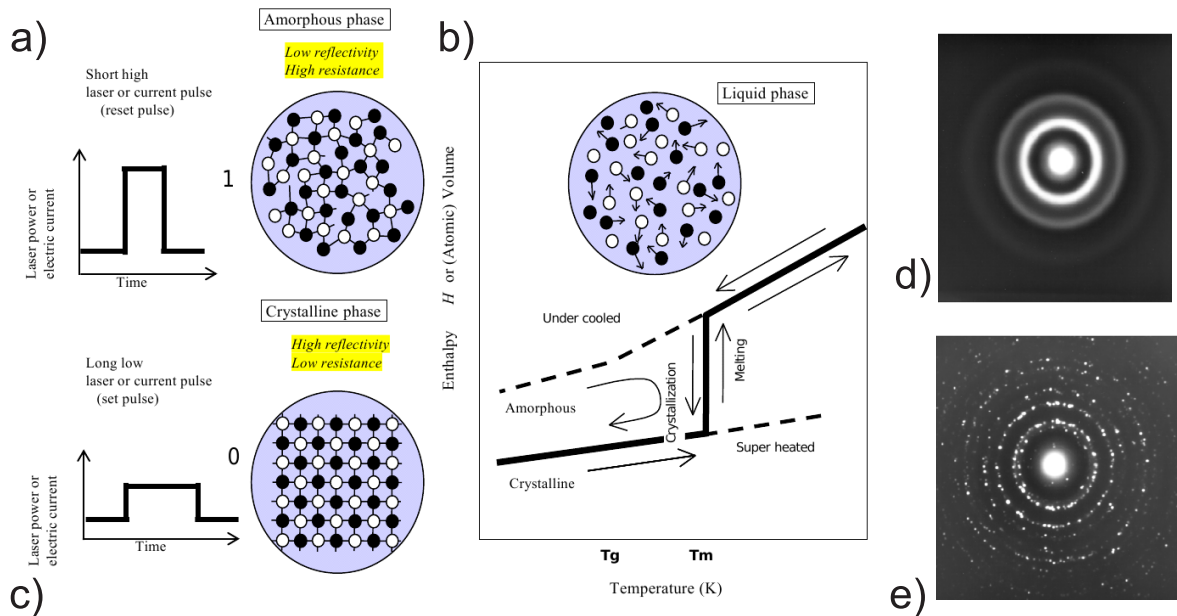 a)
Amorphous phase
Low reflectivity
High resistance
Short high
laser or current pulse
(reset pulse)
1
Laser power or
electric current
Time
Crystalline phase
High reflectivity
Low resistance
Long low
laser or current pulse
(set pulse)
0
Laser power or
electric current
Time
c)
b)
Liquid phase
Enthalpy H or (Atomic) Volume
Under cooled
Amorphous
Crystallization
Melting
Super heated
Crystalline
Tg
Tm
Temperature (K)
d)
e)